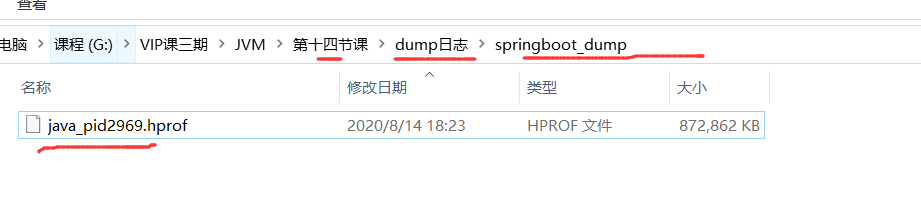 查看
电脑 > 课程 (G:) > VIP课三期 > JVM > 第十四节课 > dump日志 > springboot_dump
名称 修改日期 类型 大小
java_pid2969.hprof 2020/8/14 18:23 HPROF 文件 872,862 KB